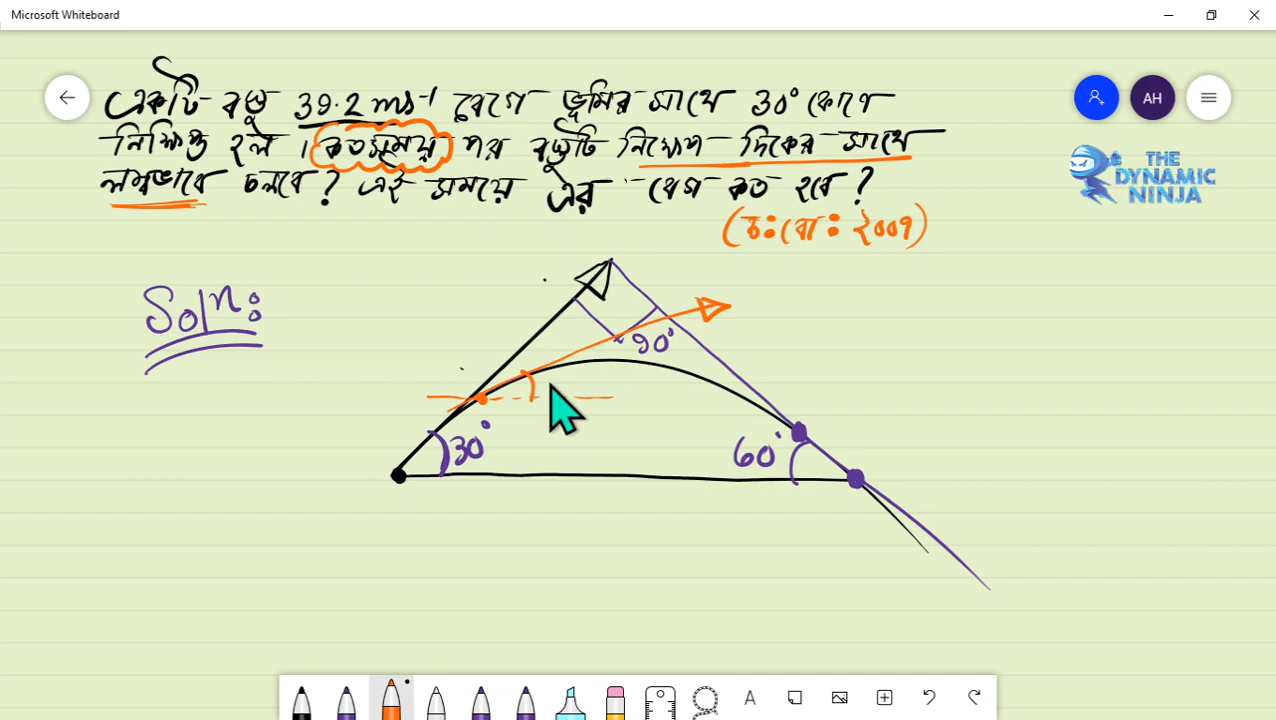 Microsoft Whiteboard
একটি বস্তু 39.2 ms-1 বেগে ভূমির সাথে 30° কোণে
নিক্ষিপ্ত হল। কতসময় পর বস্তুটি নিক্ষেপ দিকের সাথে
লম্বভাবে চলবে? এই সময়ে এর বেগ কত হবে?
(ঢ: বো: ২০০৭)
AH
THE
DYNAMIC
NINJA
Soln:
90°
30°
60°
A